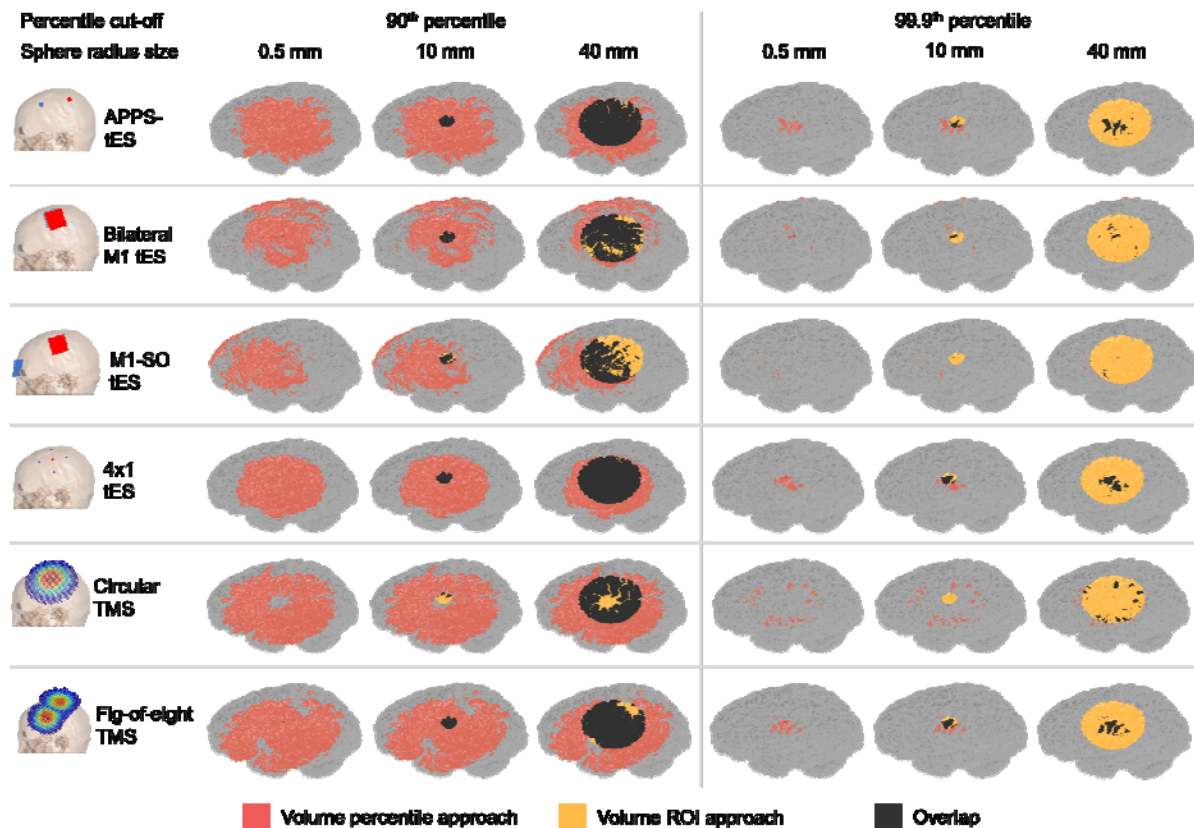 Percentile cut-off 90th percentile 99.9th percentile
Sphere radius size 0.5 mm 10 mm 40 mm 0.5 mm 10 mm 40 mm
APPS-
tES
Bilateral
M1 tES
M1-SO
tES
4x1
tES
Circular
TMS
Fig-of-eight
TMS
Volume percentile approach Volume ROI approach Overlap